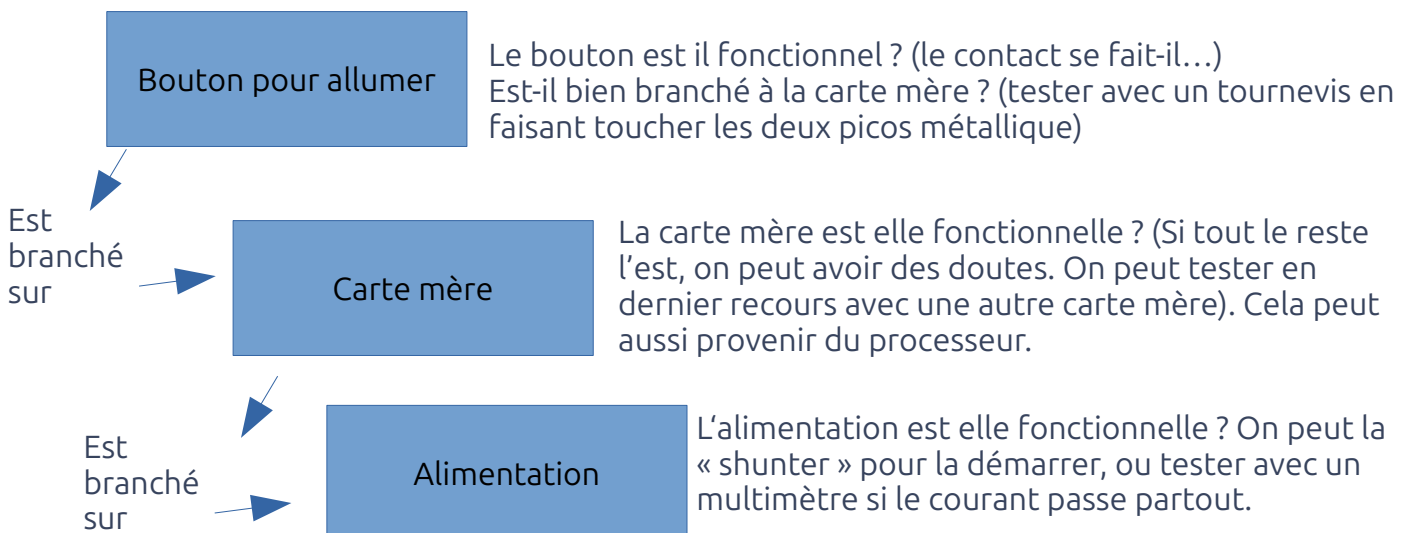 Bouton pour allumer
Le bouton est il fonctionnel ? (le contact se fait-il…)
Est-il bien branché à la carte mère ? (tester avec un tournevis en
faisant toucher les deux picos métallique)
Est
branché
sur
Carte mère
La carte mère est elle fonctionnelle ? (Si tout le reste
l’est, on peut avoir des doutes. On peut tester en
dernier recours avec une autre carte mère). Cela peut
aussi provenir du processeur.
Est
branché
sur
Alimentation
L‘alimentation est elle fonctionnelle ? On peut la
« shunter » pour la démarrer, ou tester avec un
multimètre si le courant passe partout.